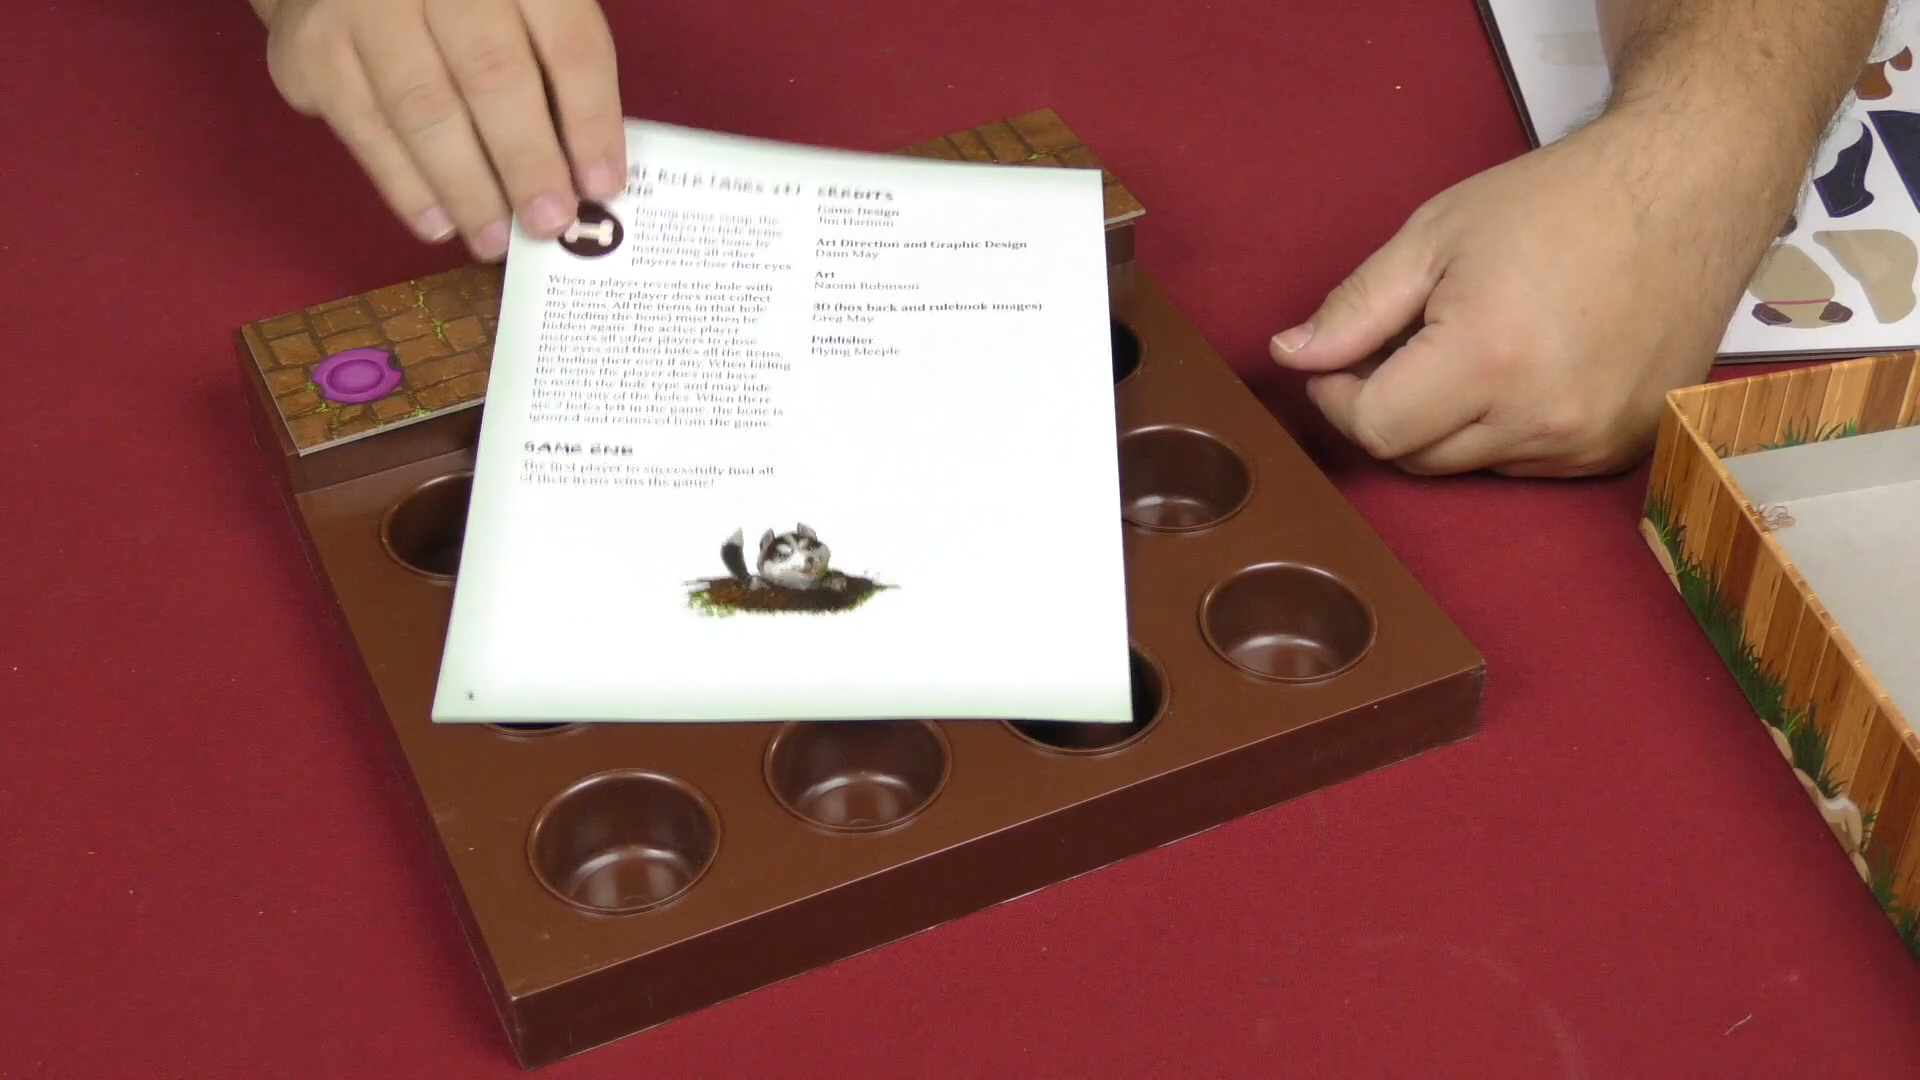 During game setup, the
last player to hide items
also hides the bone by
instructing all other
players to close their eyes.
When a player reveals the hole with
the bone the player does not collect
any items. All the items in that hole
(including the bone) must then be
hidden again. The active player
instructs all other players to close
their eyes and then hides all the items,
including their own if any. When hiding
the items the player does not have
to match the hole type and may hide
them in any of the holes. When there
holes left in the game, the bone is
ignored and removed from the game.
GAME END
The first player to successfully find all
of their items wins the game!
CREDITS
Game Design
Jim Harmon
Art Direction and Graphic Design
Dann May
Art
Naomi Robinson
3D (box back and rulebook images)
Greg May
Publisher
Flying Meeple